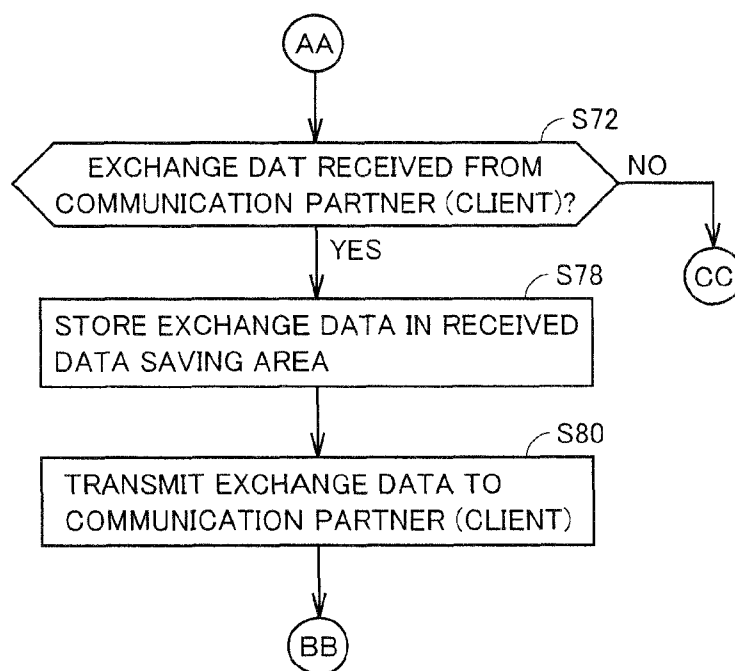 AA
S72
EXCHANGE DAT RECEIVED FROM
COMMUNICATION PARTNER (CLIENT)?
NO
YES
CC
S78
STORE EXCHANGE DATA IN RECEIVED
DATA SAVING AREA
S80
TRANSMIT EXCHANGE DATA TO
COMMUNICATION PARTNER (CLIENT)
BB